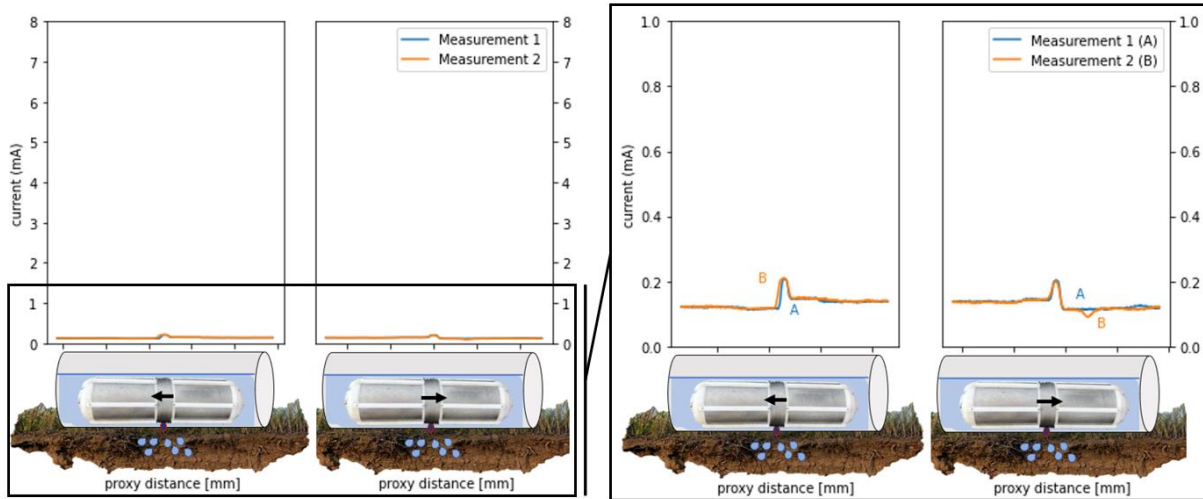 8
7
6
5
4
3
2
1
0
current (mA)
Measurement 1
Measurement 2
8
7
6
5
4
3
2
1
0
proxy distance [mm]
proxy distance [mm]
1.0
0.8
0.6
0.4
0.2
0.0
current (mA)
B
A
Measurement 1 (A)
Measurement 2 (B)
A
B
1.0
0.8
0.6
0.4
0.2
0.0
proxy distance [mm]
proxy distance [mm]